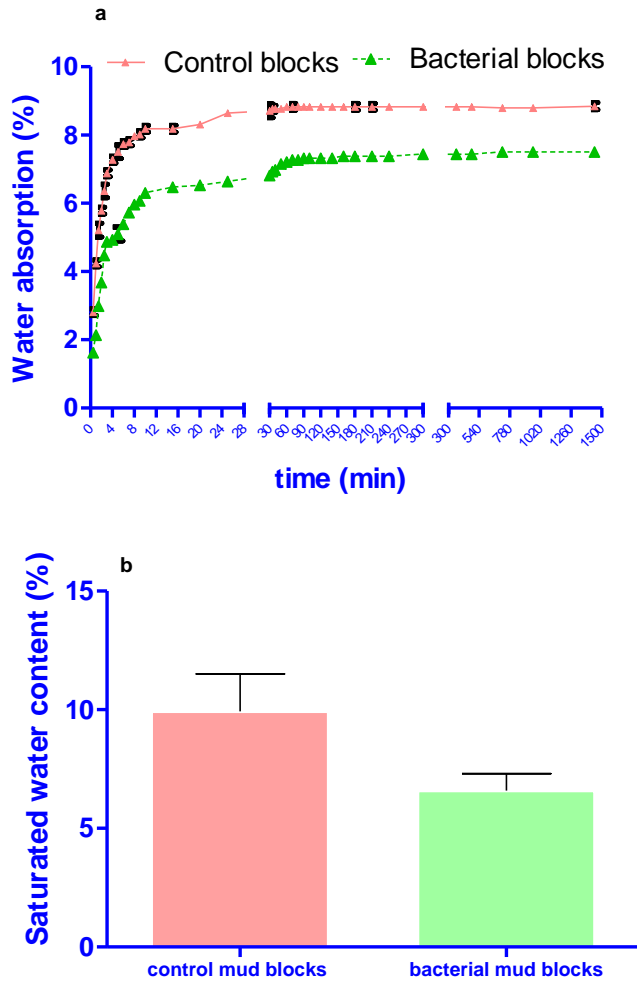 a
Control blocks Bacterial blocks
Water absorption (%)
10
8
6
4
2
0
0 4 8 12 16 20 24 28 30 60 90 120 150 180 210 240 270 300 300 540 780 1020 1260 1500
time (min)
b
Saturated water content (%)
15
10
5
0
control mud blocks bacterial mud blocks